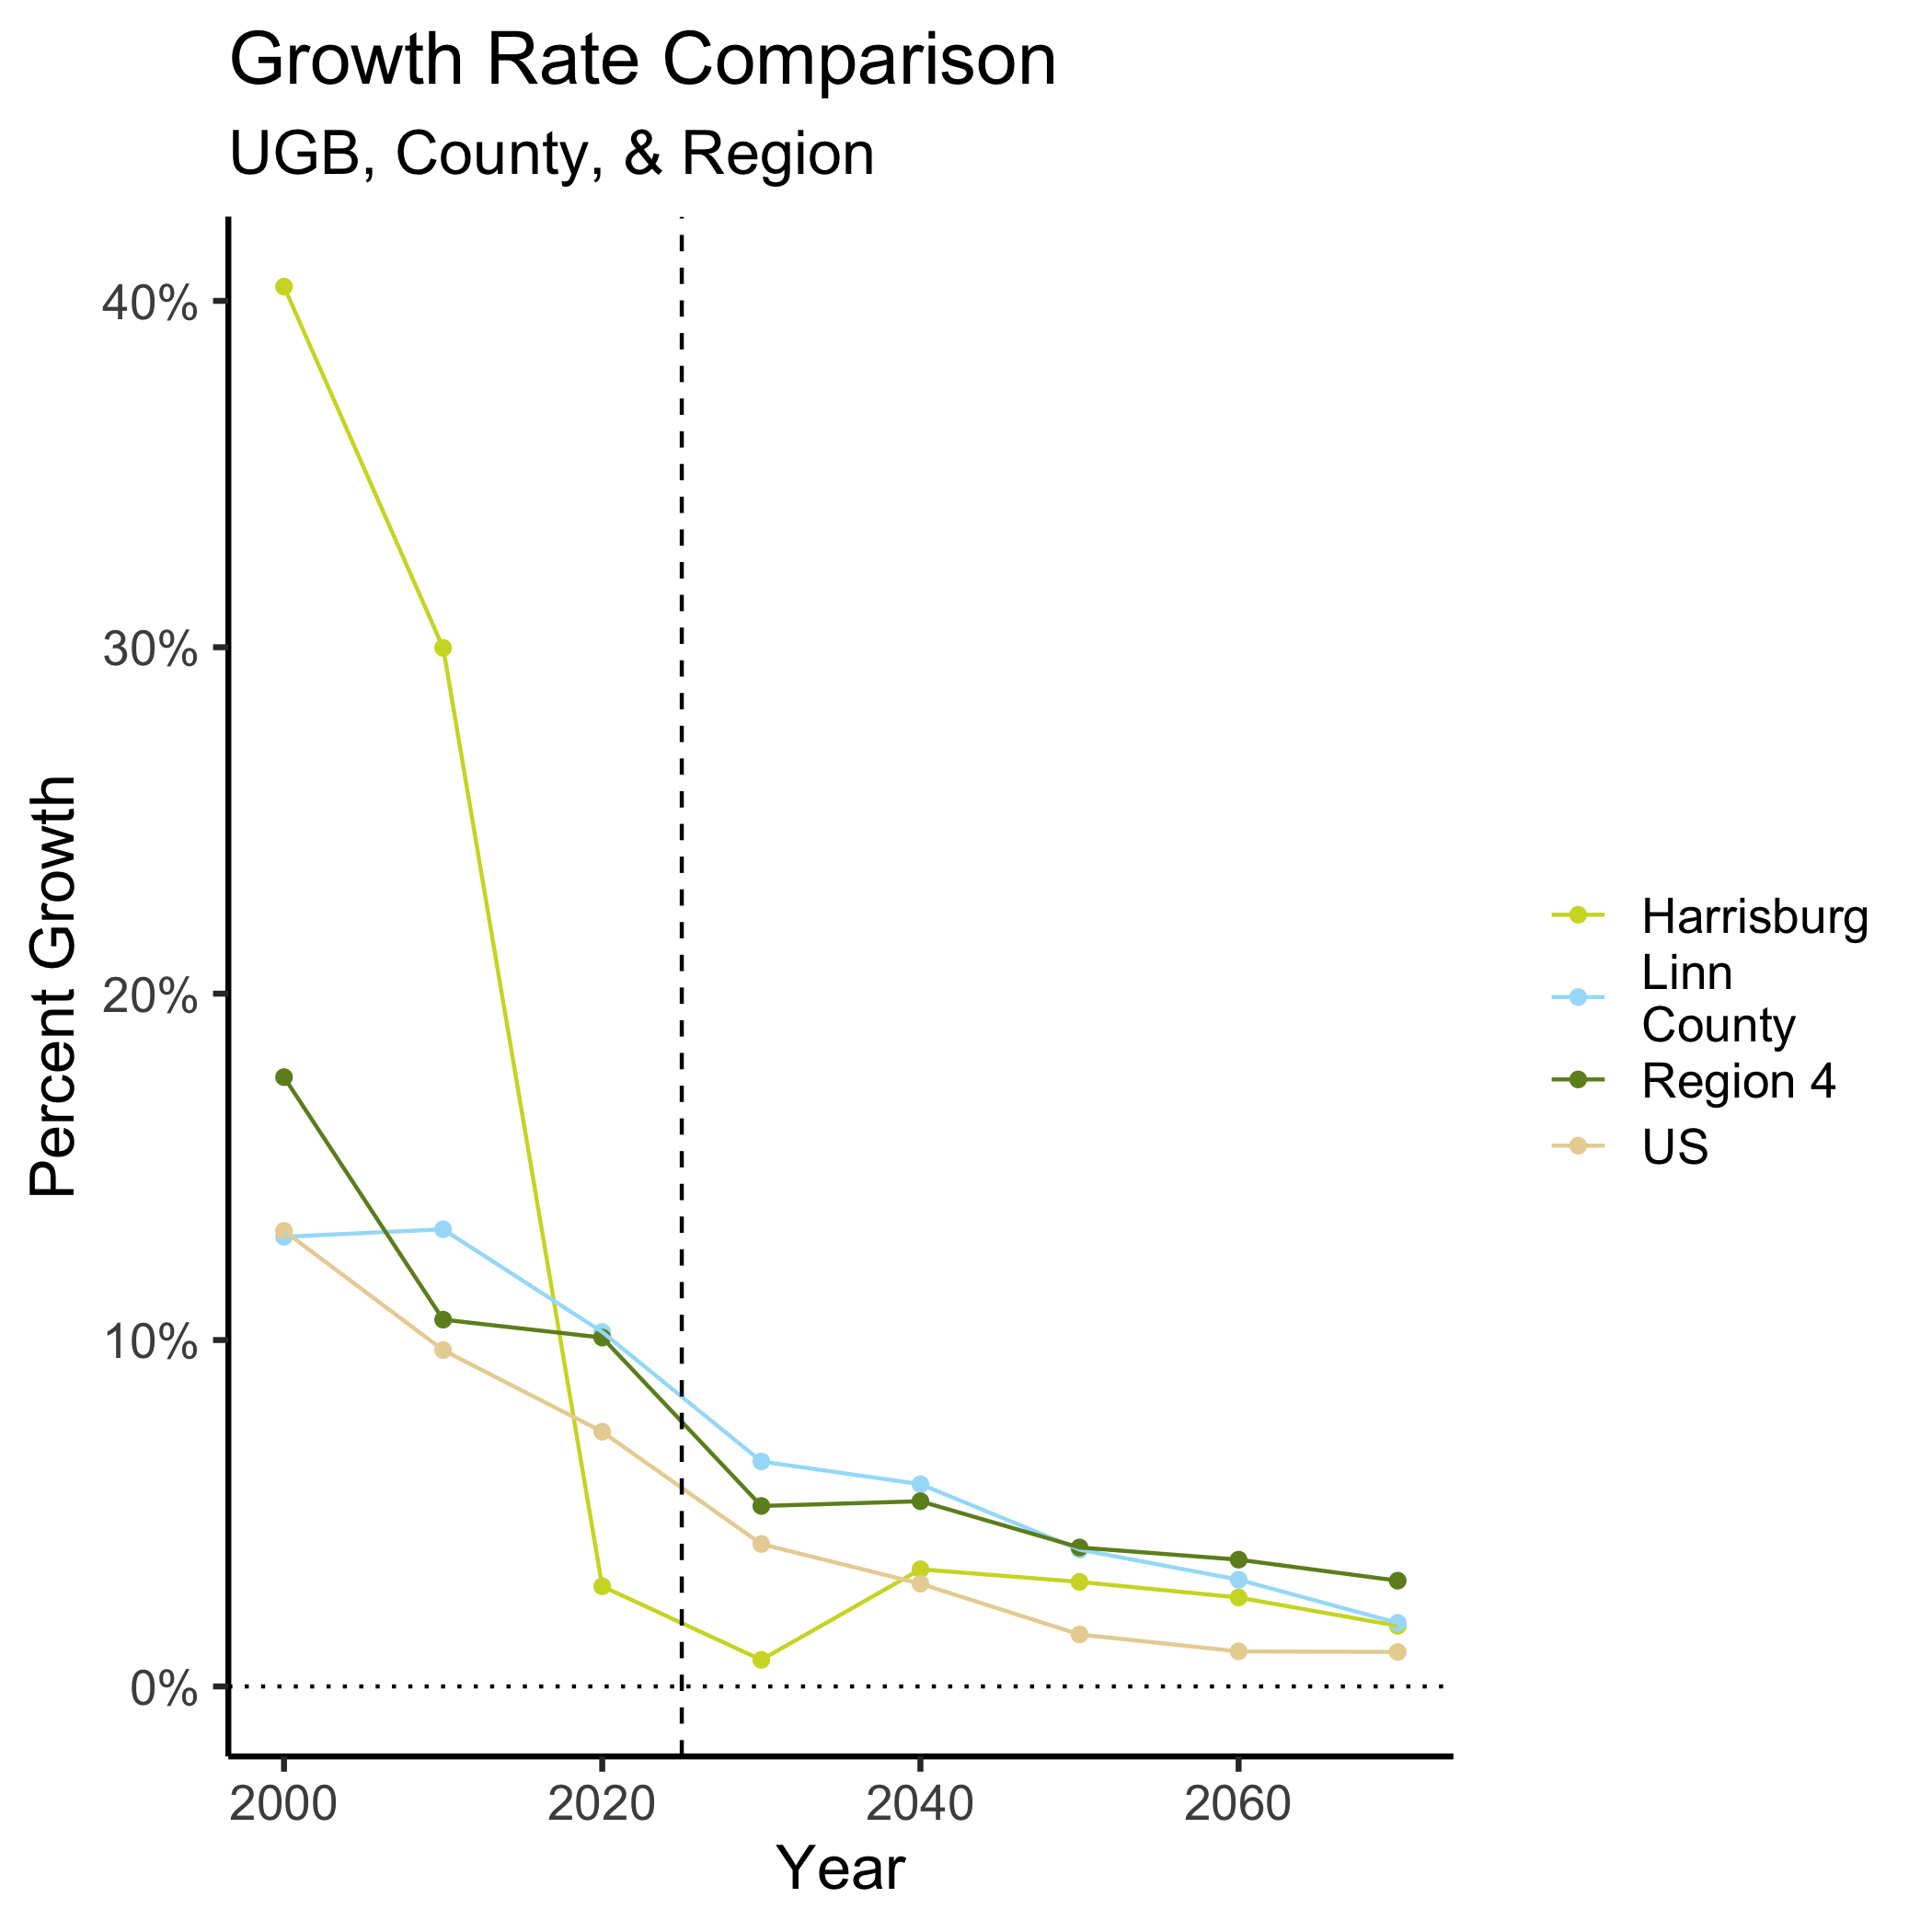 Growth Rate Comparison
UGB, County, & Region
40%
30%
20%
10%
0%
Percent Growth
2000
2020
2040
2060
Year
Harrisburg
Linn
County
Region 4
US